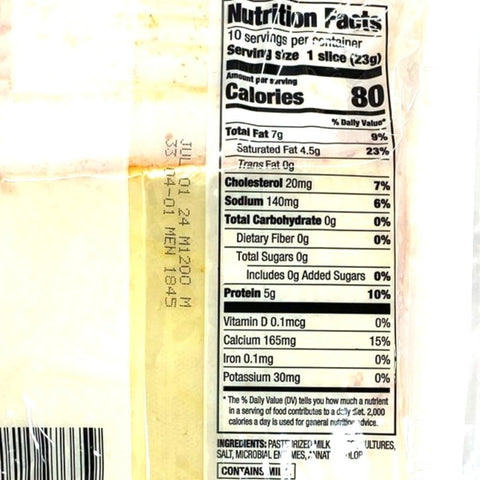 Nutrition Facts
10 servings per container
Serving size 1 slice (23g)
Amount per serving
Calories 80
% Daily Value*
Total Fat 7g 9%
Saturated Fat 4.5g 23%
Trans Fat 0g
Cholesterol 20mg 7%
Sodium 140mg 6%
Total Carbohydrate 0g 0%
Dietary Fiber 0g 0%
Total Sugars 0g
Includes 0g Added Sugars 0%
Protein 5g 10%
Vitamin D 0.1mcg 0%
Calcium 165mg 15%
Iron 0.1mg 0%
Potassium 30mg 0%
* The % Daily Value (DV) tells you how much a nutrient
in a serving of food contributes to a daily diet. 2,000
calories a day is used for general nutrition advice.
INGREDIENTS: PASTEURIZED MILK
SALT, MICROBIAL ENZYMES,
CONTAINS MILK
JUL 01 24 M1200 M
33 04-01 MEN 1845